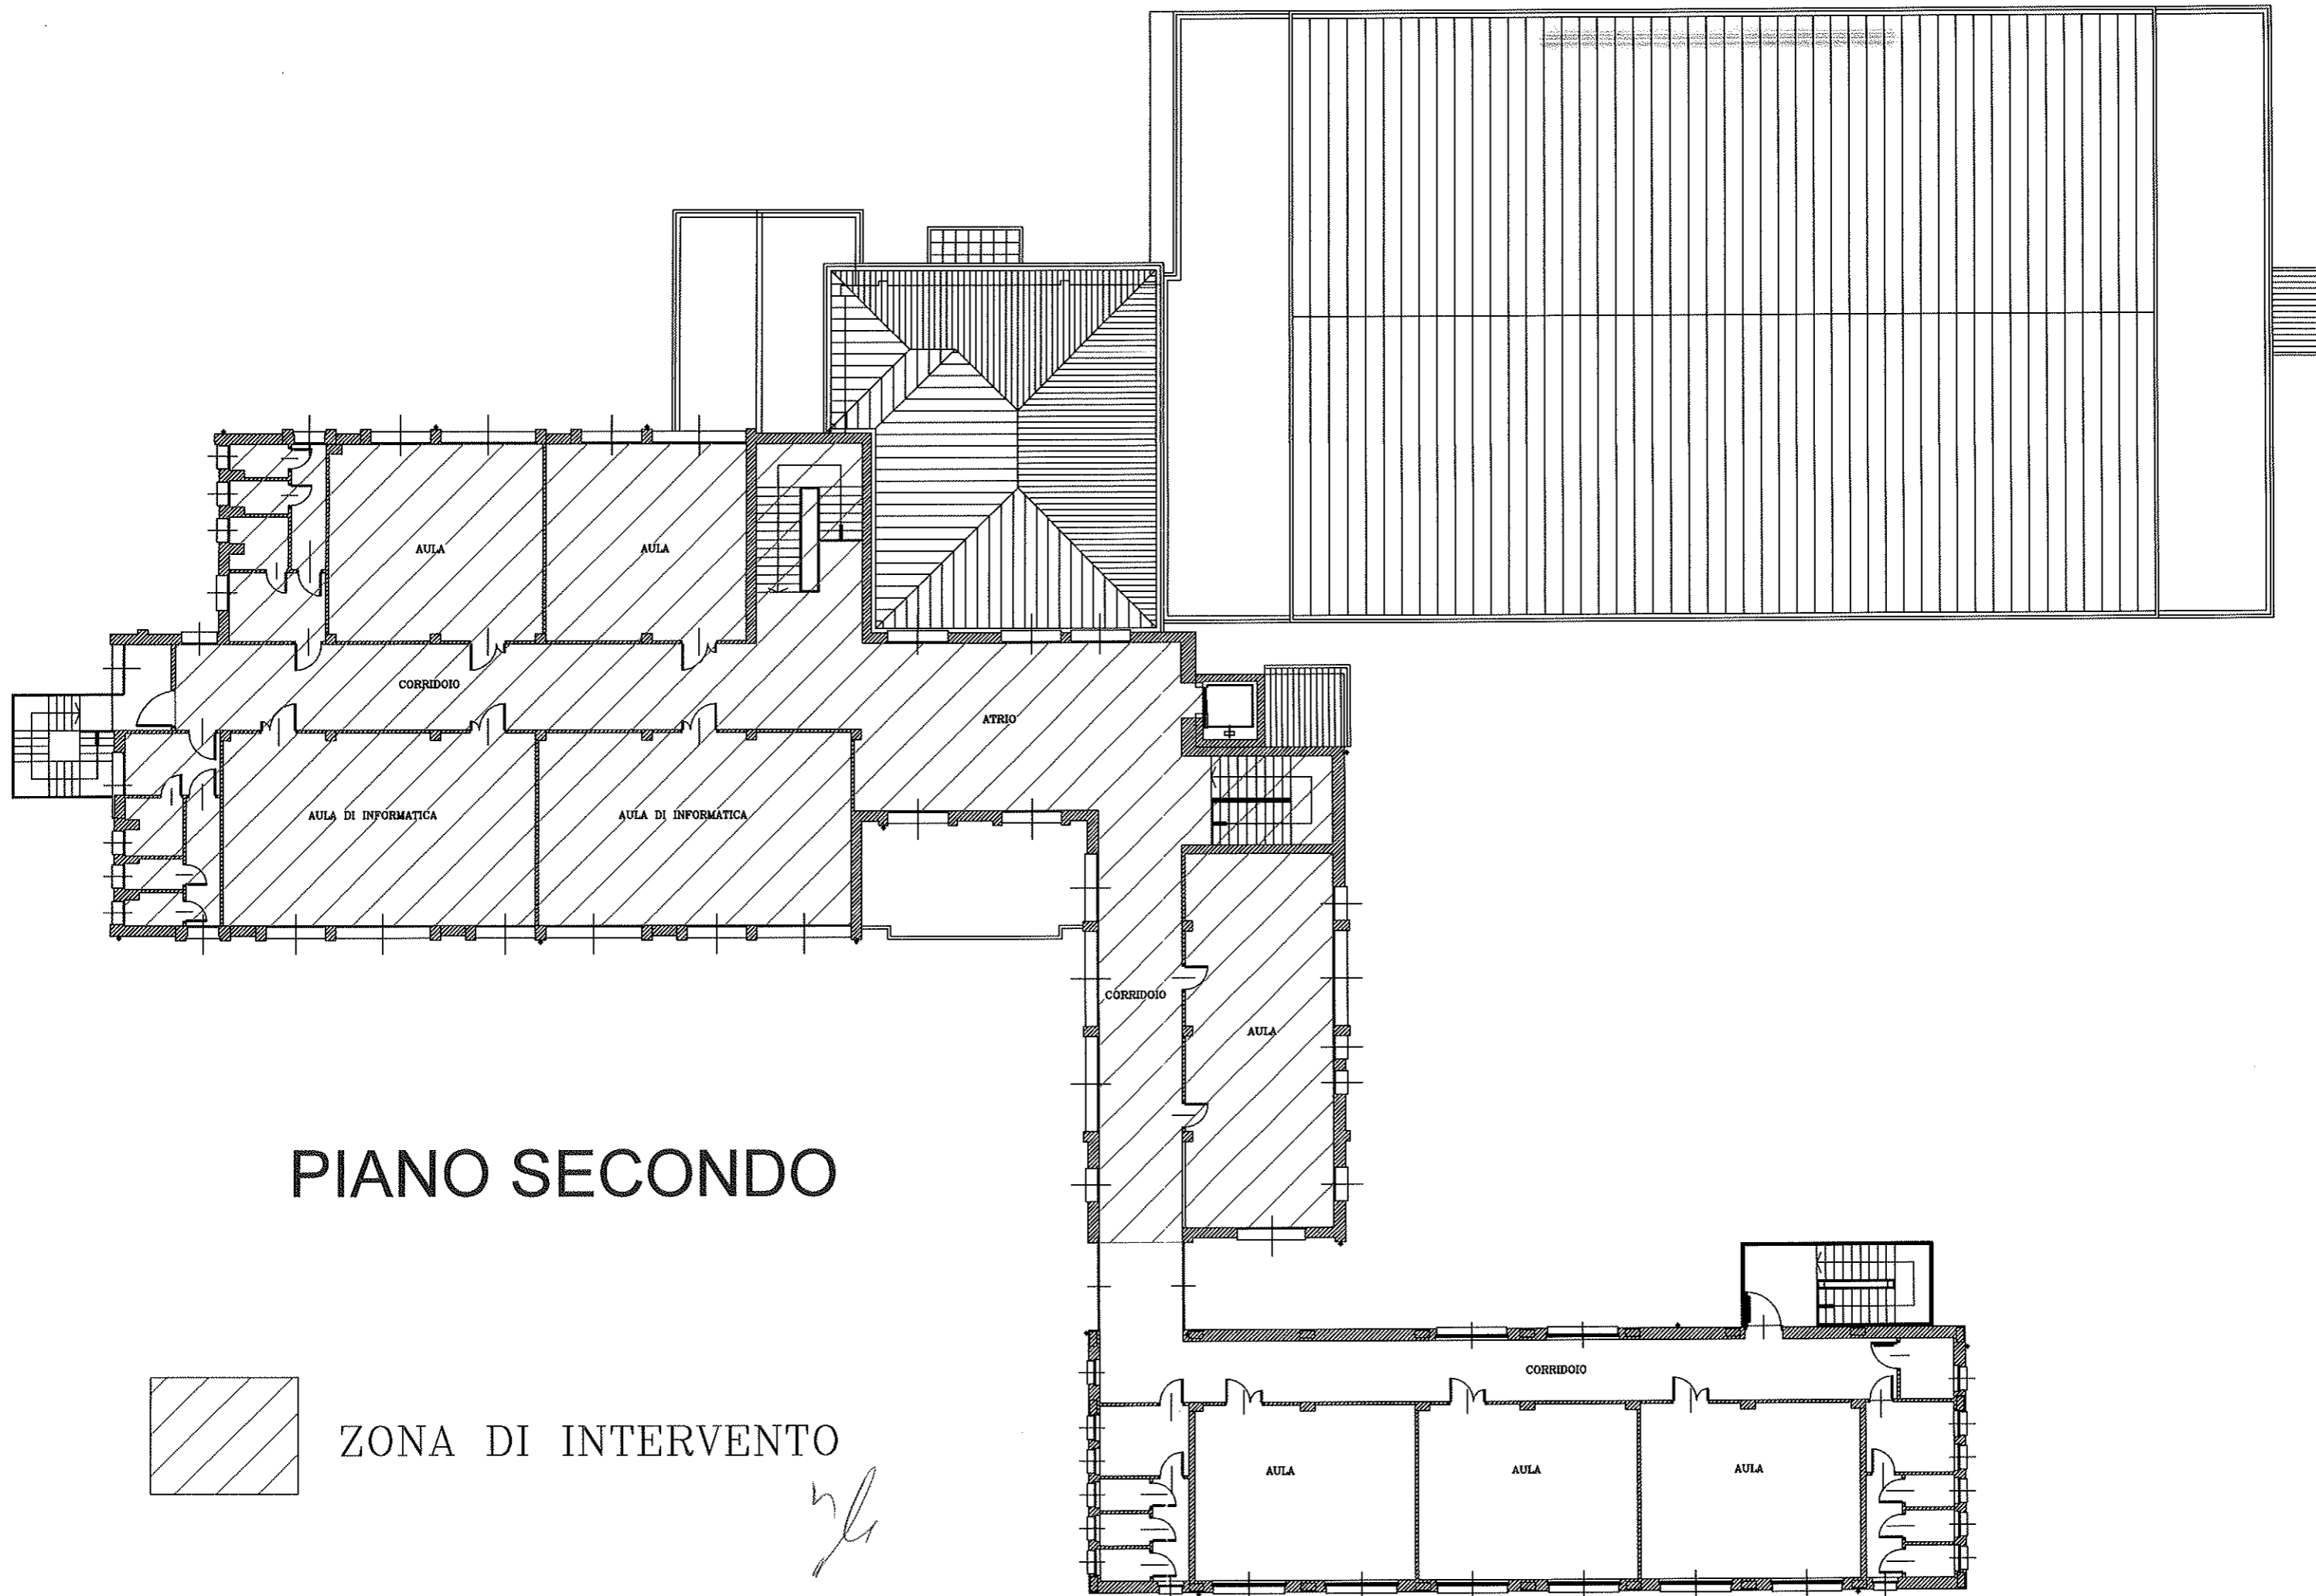 AULA
AULA
CORRIDOIO
ATRIO
AULA DI INFORMATICA
AULA DI INFORMATICA
CORRIDOIO
AULA
PIANO SECONDO
CORRIDOIO
ZONA DI INTERVENTO
AULA
AULA
AULA